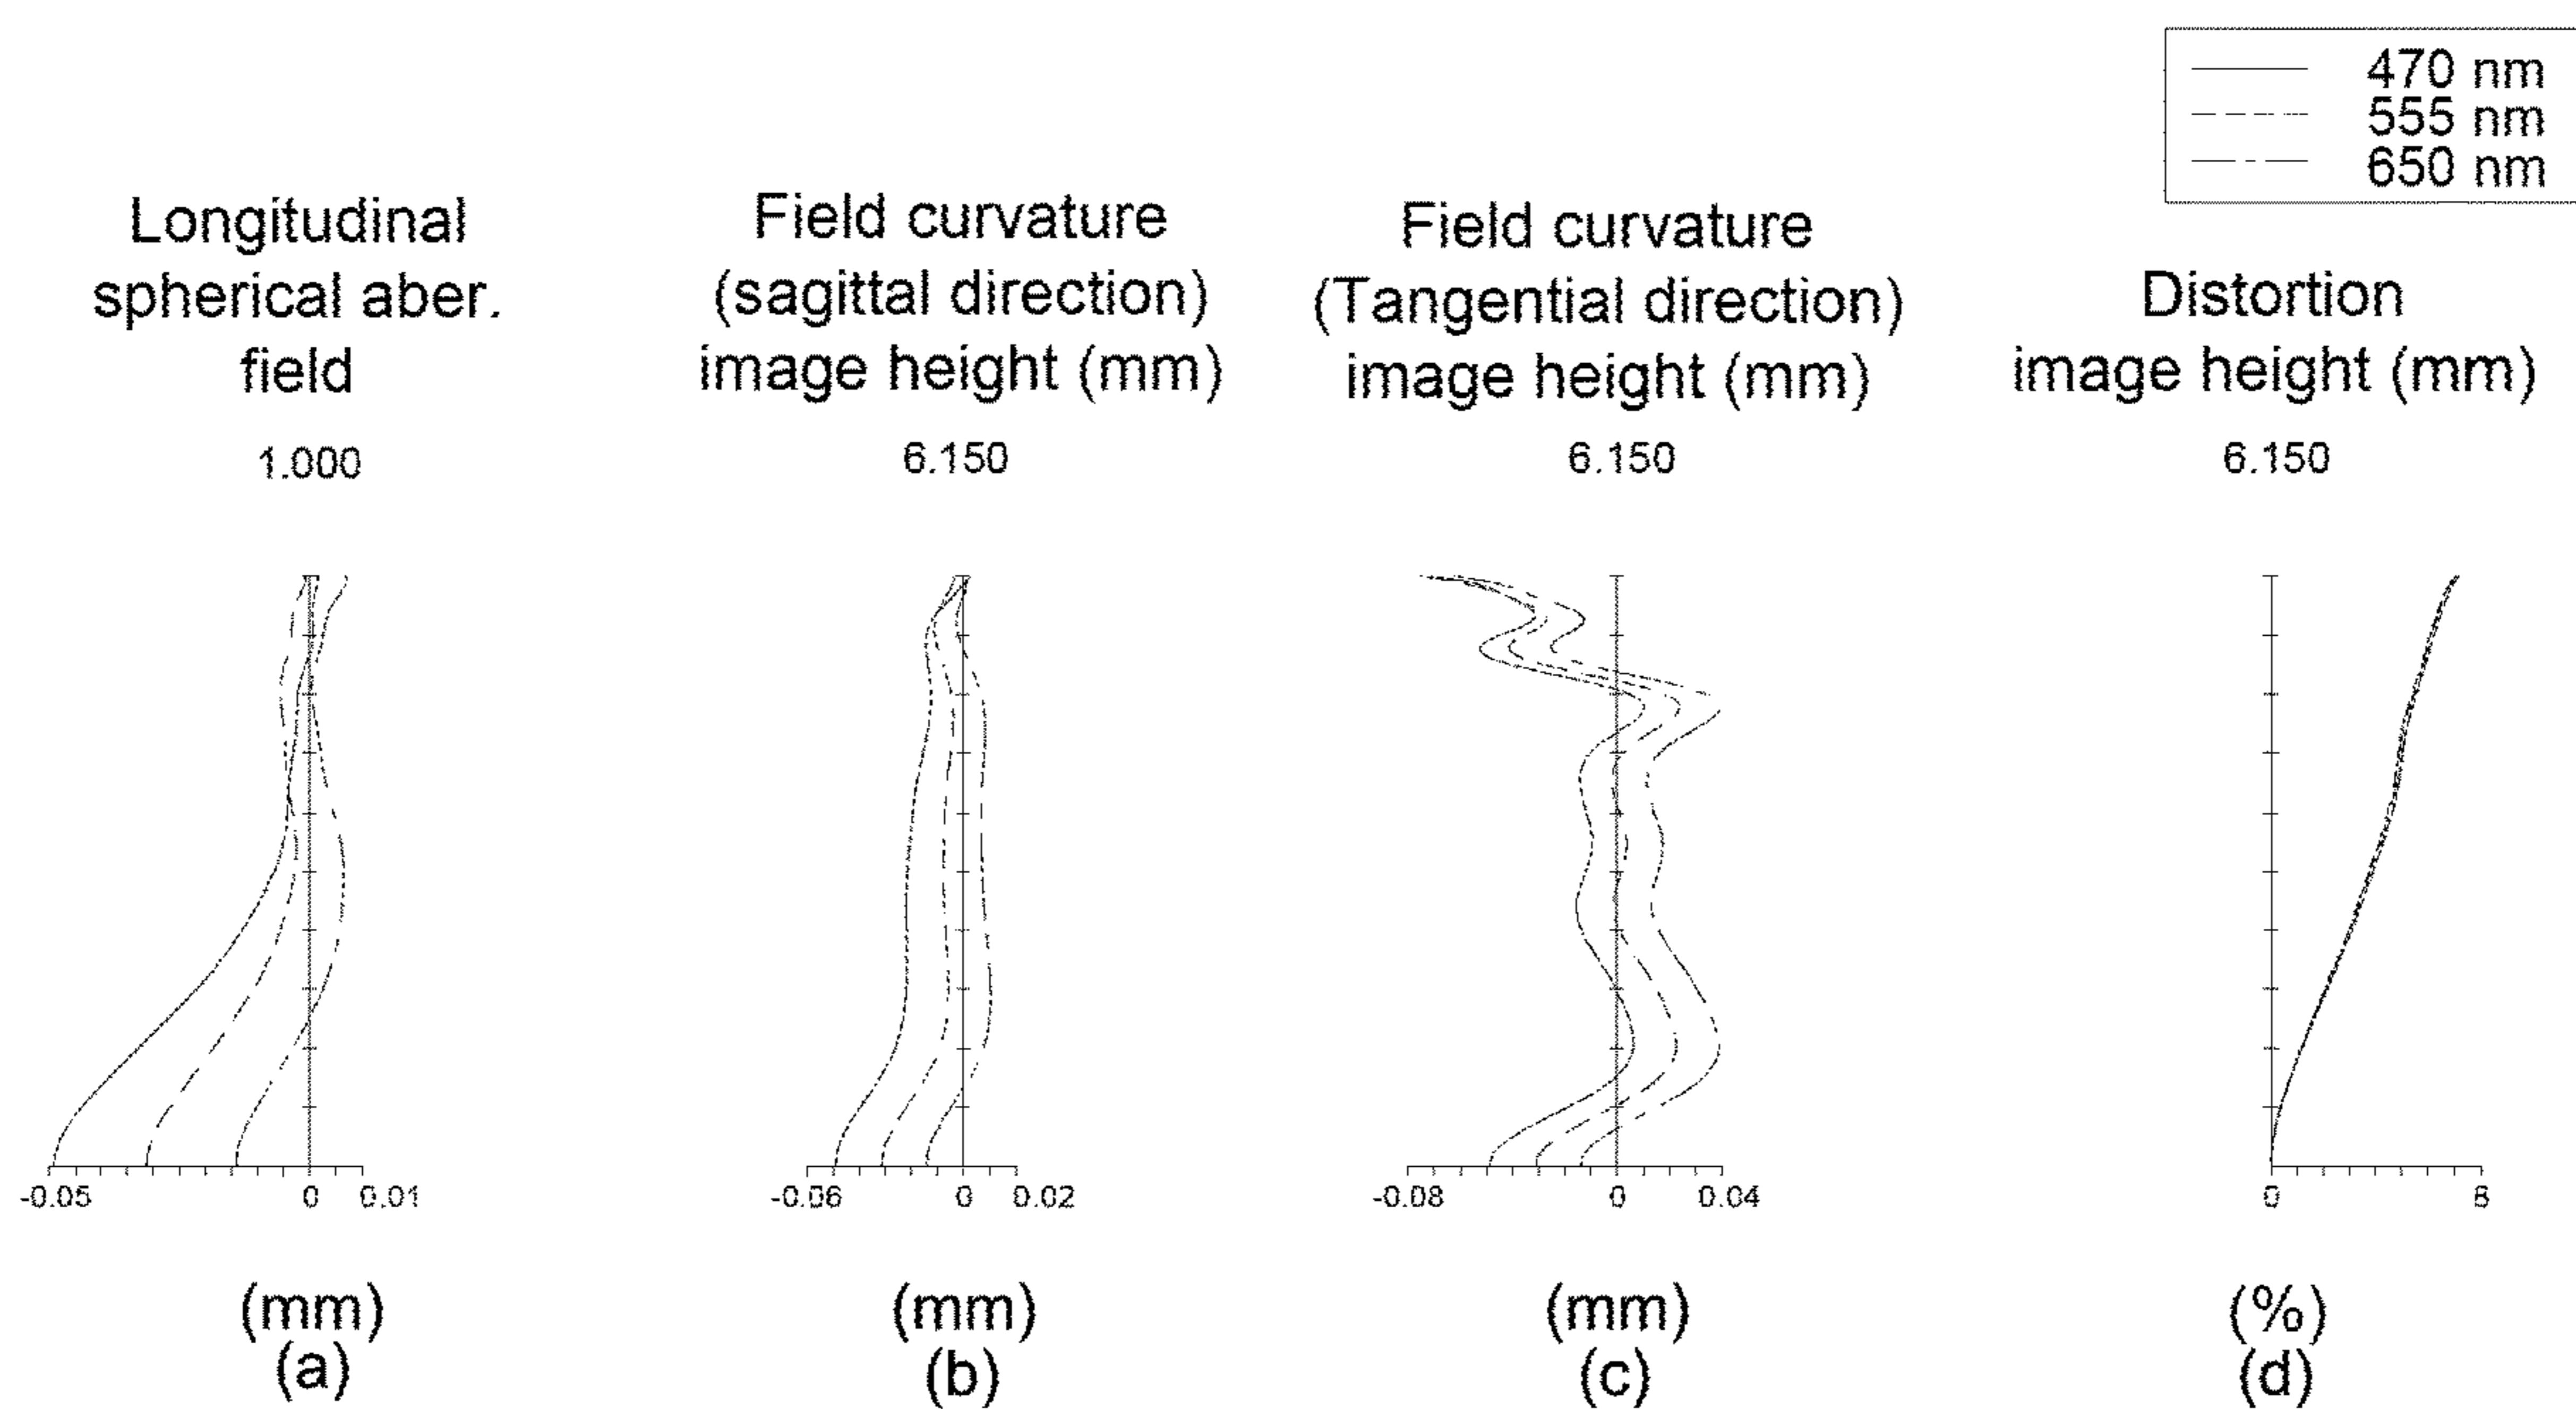 470 nm
555 nm
650 nm
Longitudinal
spherical aber.
field
1.000
Field curvature
(sagittal direction)
image height (mm)
6.150
Field curvature
(Tangential direction)
image height (mm)
6.150
Distortion
image height (mm)
6.150
-0.05 0 0.01
-0.06 0 0.02
-0.08 0 0.04
0 8
(mm)
(a)
(mm)
(b)
(mm)
(c)
(%)
(d)